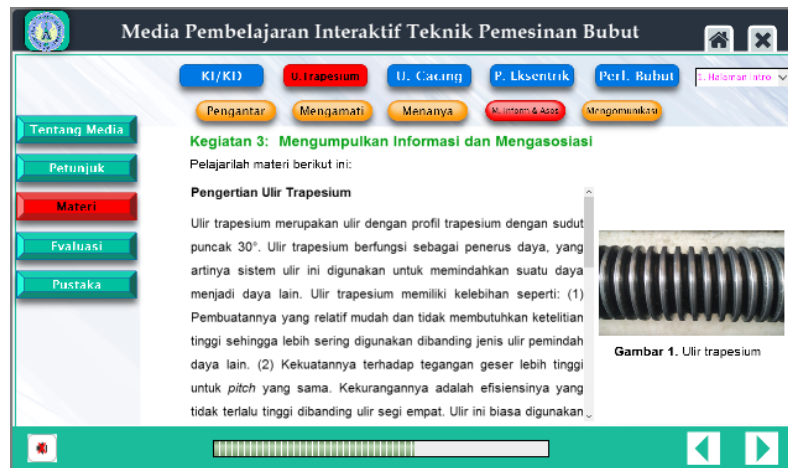 Media Pembelajaran Interaktif Teknik Pemesinan Bubut
KI/KD
U. Trapesium
U. Cacing
P. Eksentrik
Perl. Bubut
1. Halaman Intro
Pengantar
Mengamati
Menanya
M. Inform & Asos
Mengomunikasi
Tentang Media
Petunjuk
Materi
Evaluasi
Pustaka
Kegiatan 3: Mengumpulkan Informasi dan Mengasosiasi
Pelajarilah materi berikut ini:
Pengertian Ulir Trapesium
Ulir trapesium merupakan ulir dengan profil trapesium dengan sudut
puncak 30°. Ulir trapesium berfungsi sebagai penerus daya, yang
artinya sistem ulir ini digunakan untuk memindahkan suatu daya
menjadi daya lain. Ulir trapesium memiliki kelebihan seperti: (1)
Pembuatannya yang relatif mudah dan tidak membutuhkan ketelitian
tinggi sehingga lebih sering digunakan dibanding jenis ulir pemindah
daya lain. (2) Kekuatannya terhadap tegangan geser lebih tinggi
untuk pitch yang sama. Kekurangannya adalah efisiensinya yang
tidak terlalu tinggi dibanding ulir segi empat. Ulir ini biasa digunakan
Gambar 1. Ulir trapesium